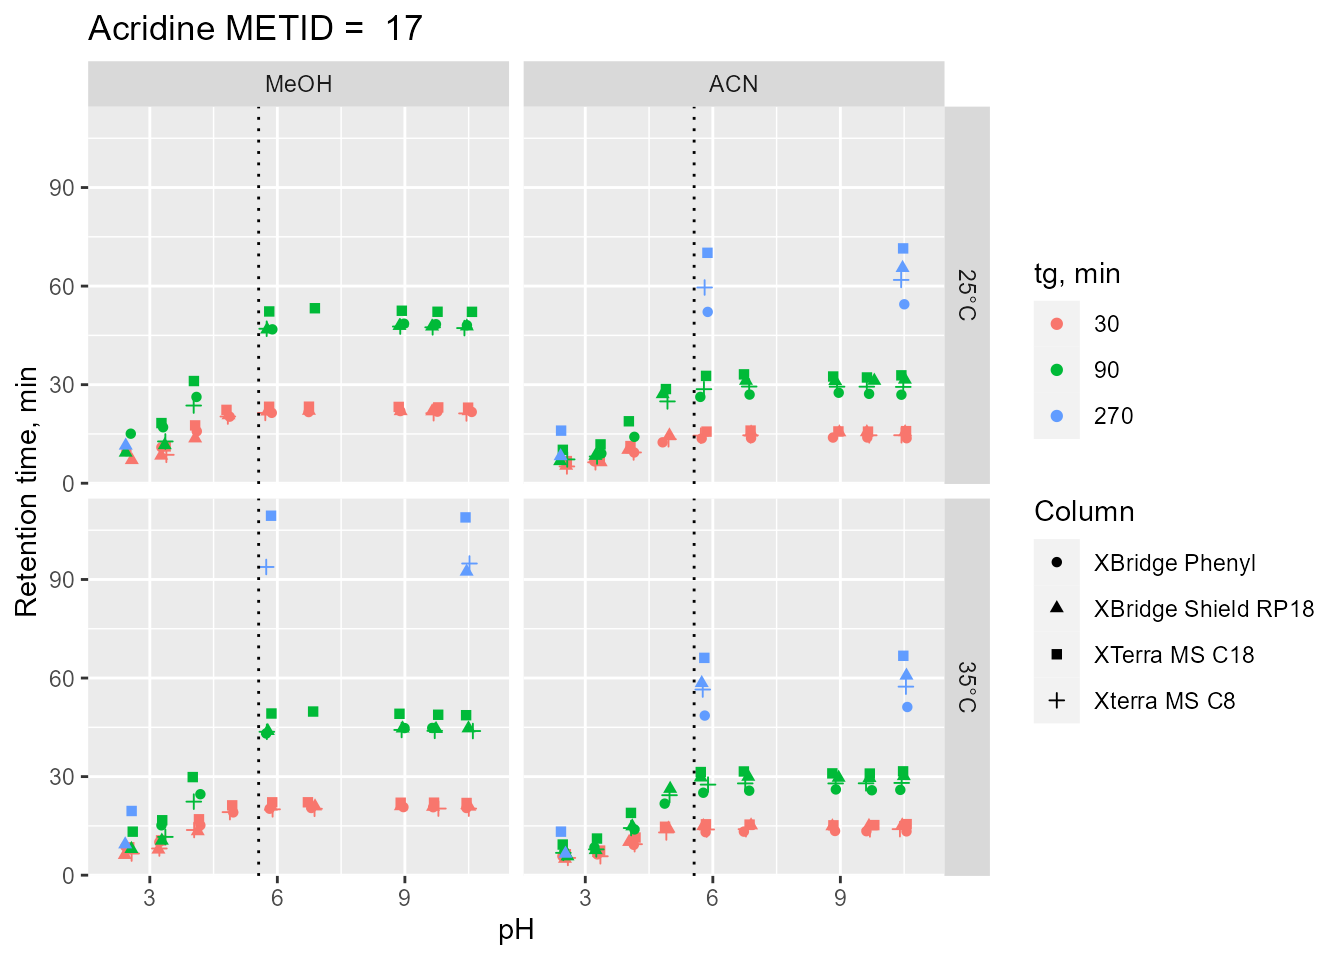 Acridine METID =  17
MeOH
ACN
90
60
30
0
25°C
90
60
30
0
35°C
3
6
9
3
6
9
pH
Retention time, min
tg, min
30
90
270
Column
XBridge Phenyl
XBridge Shield RP18
XTerra MS C18
Xterra MS C8